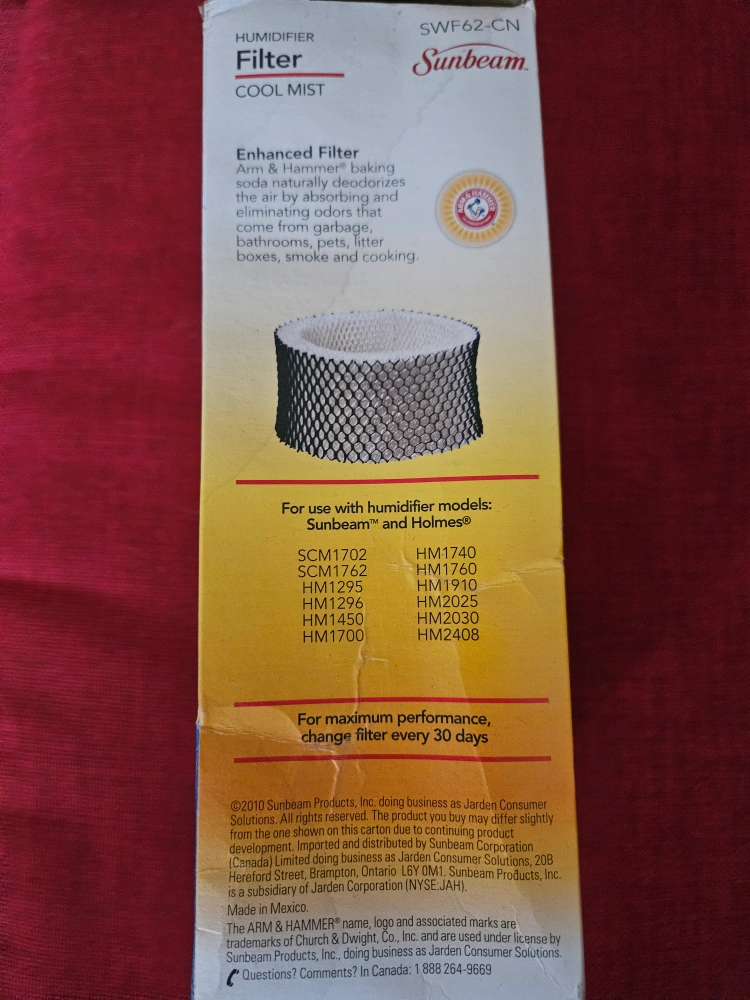 HUMIDIFIER
Filter
COOL MIST
SWF62-CN
Sunbeam™
Enhanced Filter
Arm & Hammer® baking
soda naturally deodorizes
the air by absorbing and
eliminating odors that
come from garbage,
bathrooms, pets, litter
boxes, smoke and cooking.
ARM & HAMMER
For use with humidifier models:
Sunbeam™ and Holmes®
SCM1702
SCM1762
HM1295
HM1296
HM1450
HM1700
HM1740
HM1760
HM1910
HM2025
HM2030
HM2408
For maximum performance,
change filter every 30 days
©2010 Sunbeam Products, Inc. doing business as Jarden Consumer
Solutions. All rights reserved. The product you buy may differ slightly
from the one shown on this carton due to continuing product
development. Imported and distributed by Sunbeam Corporation
(Canada) Limited doing business as Jarden Consumer Solutions, 20B
Hereford Street, Brampton, Ontario L6Y 0M1. Sunbeam Products, Inc.
is a subsidiary of Jarden Corporation (NYSE:JAH).
Made in Mexico.
The ARM & HAMMER® name, logo and associated marks are
trademarks of Church & Dwight, Co., Inc. and are used under license by
Sunbeam Products, Inc., doing business as Jarden Consumer Solutions.
Questions? Comments? In Canada: 1 888 264-9669